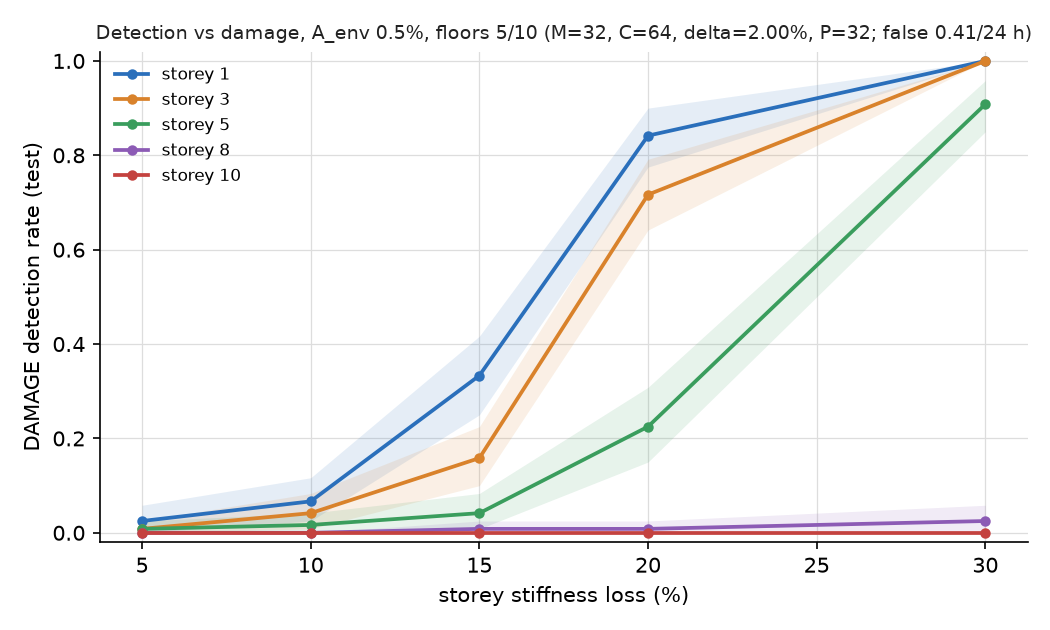 Detection vs damage, A_env 0.5%, floors 5/10 (M=32, C=64, delta=2.00%, P=32; false 0.41/24 h)
storey 1
storey 3
storey 5
storey 8
storey 10
DAMAGE detection rate (test)
1.0
0.8
0.6
0.4
0.2
0.0
5
10
15
20
25
30
storey stiffness loss (%)